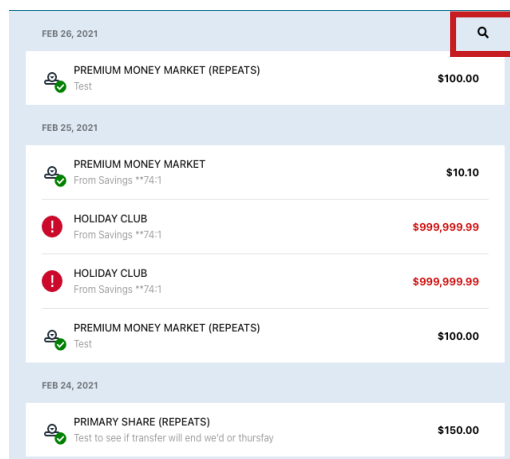 FEB 26, 2021
PREMIUM MONEY MARKET (REPEATS)
$100.00
Test
FEB 25, 2021
PREMIUM MONEY MARKET
$10.10
From Savings **74:1
HOLIDAY CLUB
$999,999.99
From Savings **74:1
HOLIDAY CLUB
$999,999.99
From Savings **74:1
PREMIUM MONEY MARKET (REPEATS)
$100.00
Test
FEB 24, 2021
PRIMARY SHARE (REPEATS)
$150.00
Test to see if transfer will end we'd or thursfay